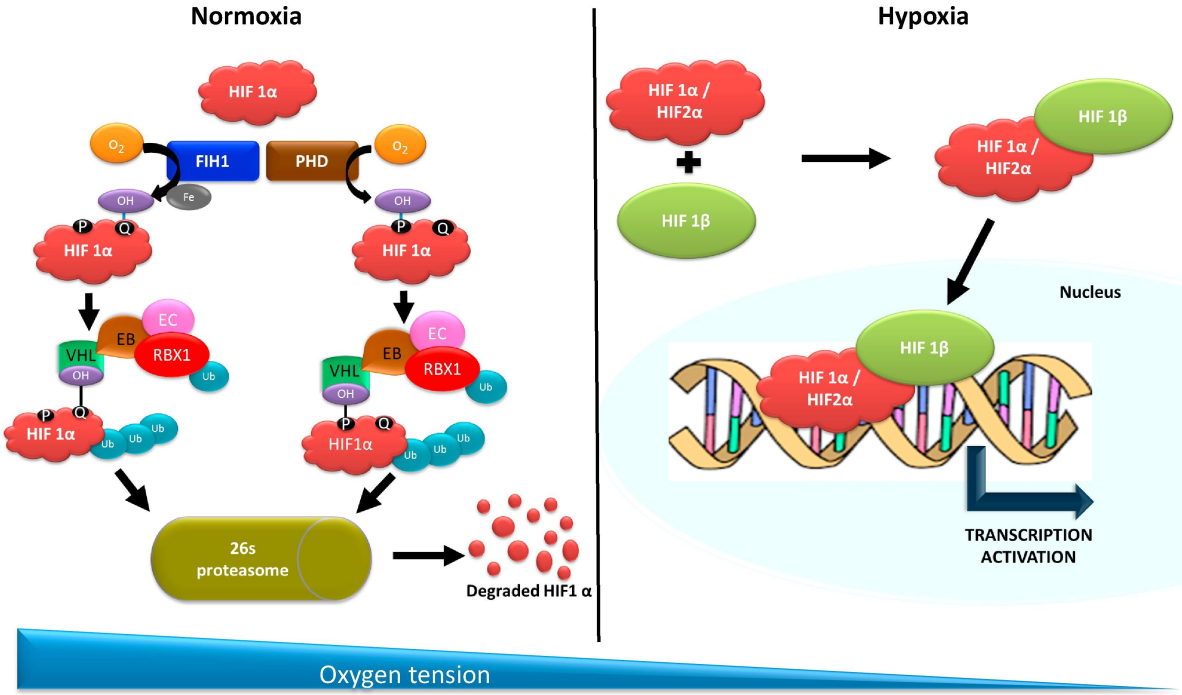 Normoxia
Hypoxia
HIF 1α
O2
FIH1
PHD
O2
Fe
OH
OH
P
Q
HIF 1α
P
Q
HIF 1α
EC
EB
RBX1
VHL
OH
Ub
P
Q
HIF 1α
Ub
Ub
Ub
EC
EB
RBX1
VHL
OH
Ub
P
Q
HIF1α
Ub
Ub
Ub
26s
proteasome
Degraded HIF1 α
HIF 1α /
HIF2α
HIF 1β
HIF 1α /
HIF2α
HIF 1β
Nucleus
HIF 1β
HIF 1α /
HIF2α
TRANSCRIPTION
ACTIVATION
Oxygen tension